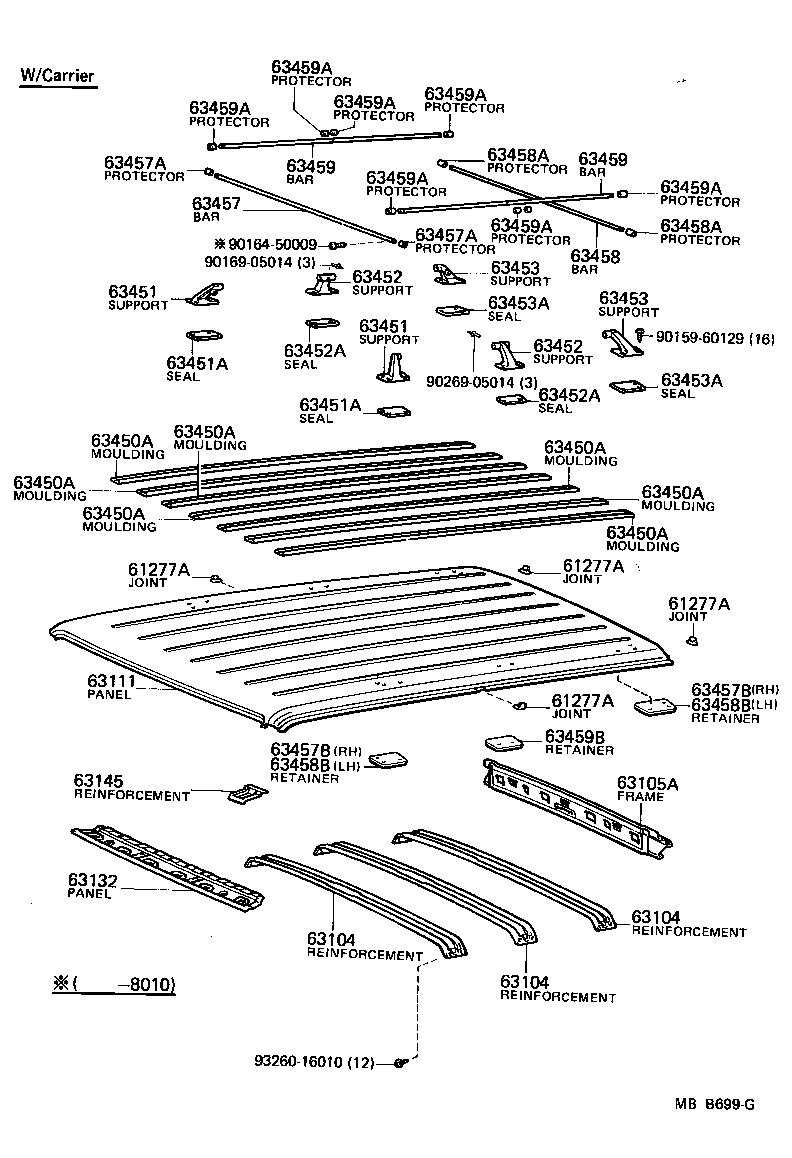 W/Carrier
63459A
PROTECTOR
63459A
PROTECTOR
63459A
PROTECTOR
63459A
PROTECTOR
63459
BAR
63457A
PROTECTOR
63457
BAR
63459A
PROTECTOR
63458A
PROTECTOR
63459
BAR
63459A
PROTECTOR
63459A
PROTECTOR
63458A
PROTECTOR
63457A
PROTECTOR
63458
BAR
※90164-50009
90169-05014 (3)
63451
SUPPORT
63452
SUPPORT
63453
SUPPORT
63453A
SEAL
63453
SUPPORT
63451
SUPPORT
90159-60129 (16)
63451A
SEAL
63452A
SEAL
63452
SUPPORT
90269-05014 (3)
63453A
SEAL
63452A
SEAL
63451A
SEAL
63450A
MOULDING
63450A
MOULDING
63450A
MOULDING
63450A
MOULDING
63450A
MOULDING
63450A
MOULDING
63450A
MOULDING
61277A
JOINT
61277A
JOINT
61277A
JOINT
63111
PANEL
61277A
JOINT
63457B (RH)
63458B (LH)
RETAINER
63459B
RETAINER
63457B (RH)
63458B (LH)
RETAINER
63145
REINFORCEMENT
63105A
FRAME
63132
PANEL
63104
REINFORCEMENT
63104
REINFORCEMENT
63104
REINFORCEMENT
※( -8010)
93260-16010 (12)
MB 8699-G